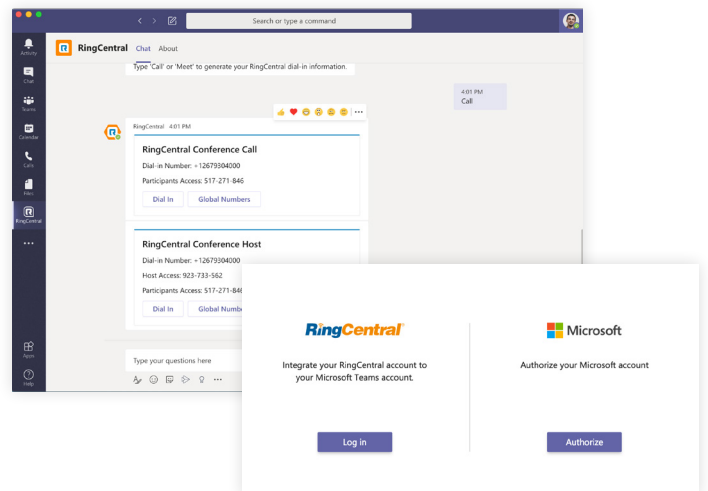 Search or type a command
Activity
Chat
Teams
Calendar
Calls
Files
RingCentral
Apps
Help
RingCentral Chat About
Type 'Call' or 'Meet' to generate your RingCentral dial-in information.
4:01 PM
Call
RingCentral 4:01 PM
RingCentral Conference Call
Dial-in Number: +12679304000
Participants Access: 517-271-846
Dial In Global Numbers
RingCentral Conference Host
Dial-in Number: +12679304000
Host Access: 923-733-562
Participants Access: 517-271-846
Dial In Global Numbe
Type your questions here
RingCentral®
Integrate your RingCentral account to
your Microsoft Teams account.
Log in
Microsoft
Authorize your Microsoft account
Authorize